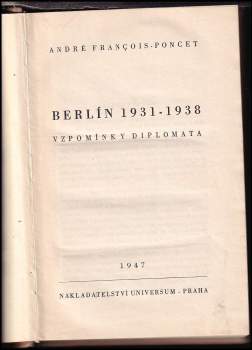 ANDRÉ FRANÇOIS-PONCET
BERLÍN 1931-1938
VZPOMÍNKY DIPLOMATA
1947
NAKLADATELSTVÍ UNIVERSUM - PRAHA